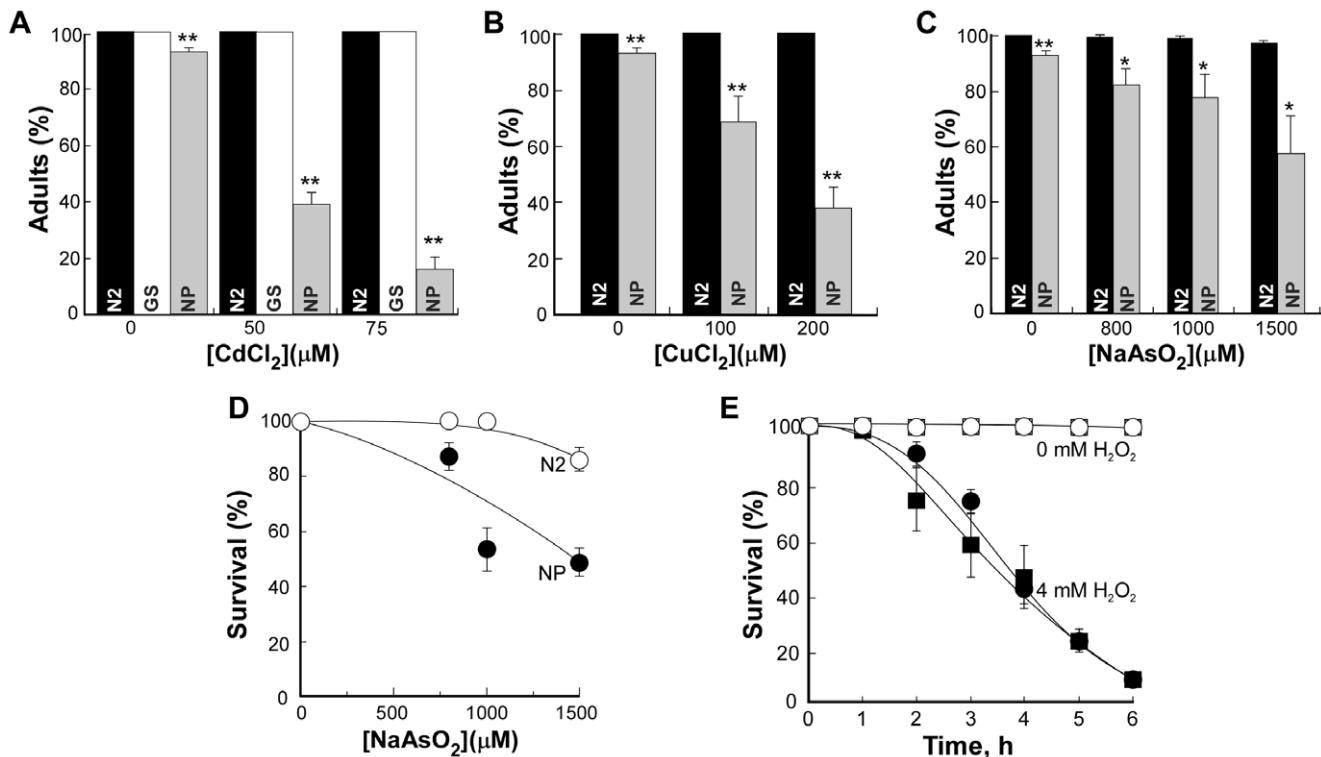 A
100
80
60
40
20
0
Adults (%)
** ** **
N2 GS NP N2 GS NP N2 GS NP
0 50 75
[CdCl₂](μM)
B
100
80
60
40
20
0
Adults (%)
** ** **
N2 NP N2 NP N2 NP
0 100 200
[CuCl₂](μM)
C
100
80
60
40
20
0
Adults (%)
** * * *
N2 NP N2 NP N2 NP N2 NP
0 800 1000 1500
[NaAsO₂](μM)
D
100
80
60
40
20
0
Survival (%)
N2
NP
0 500 1000 1500
[NaAsO₂](μM)
E
100
80
60
40
20
0
Survival (%)
0 mM H₂O₂
4 mM H₂O₂
0 1 2 3 4 5 6
Time, h